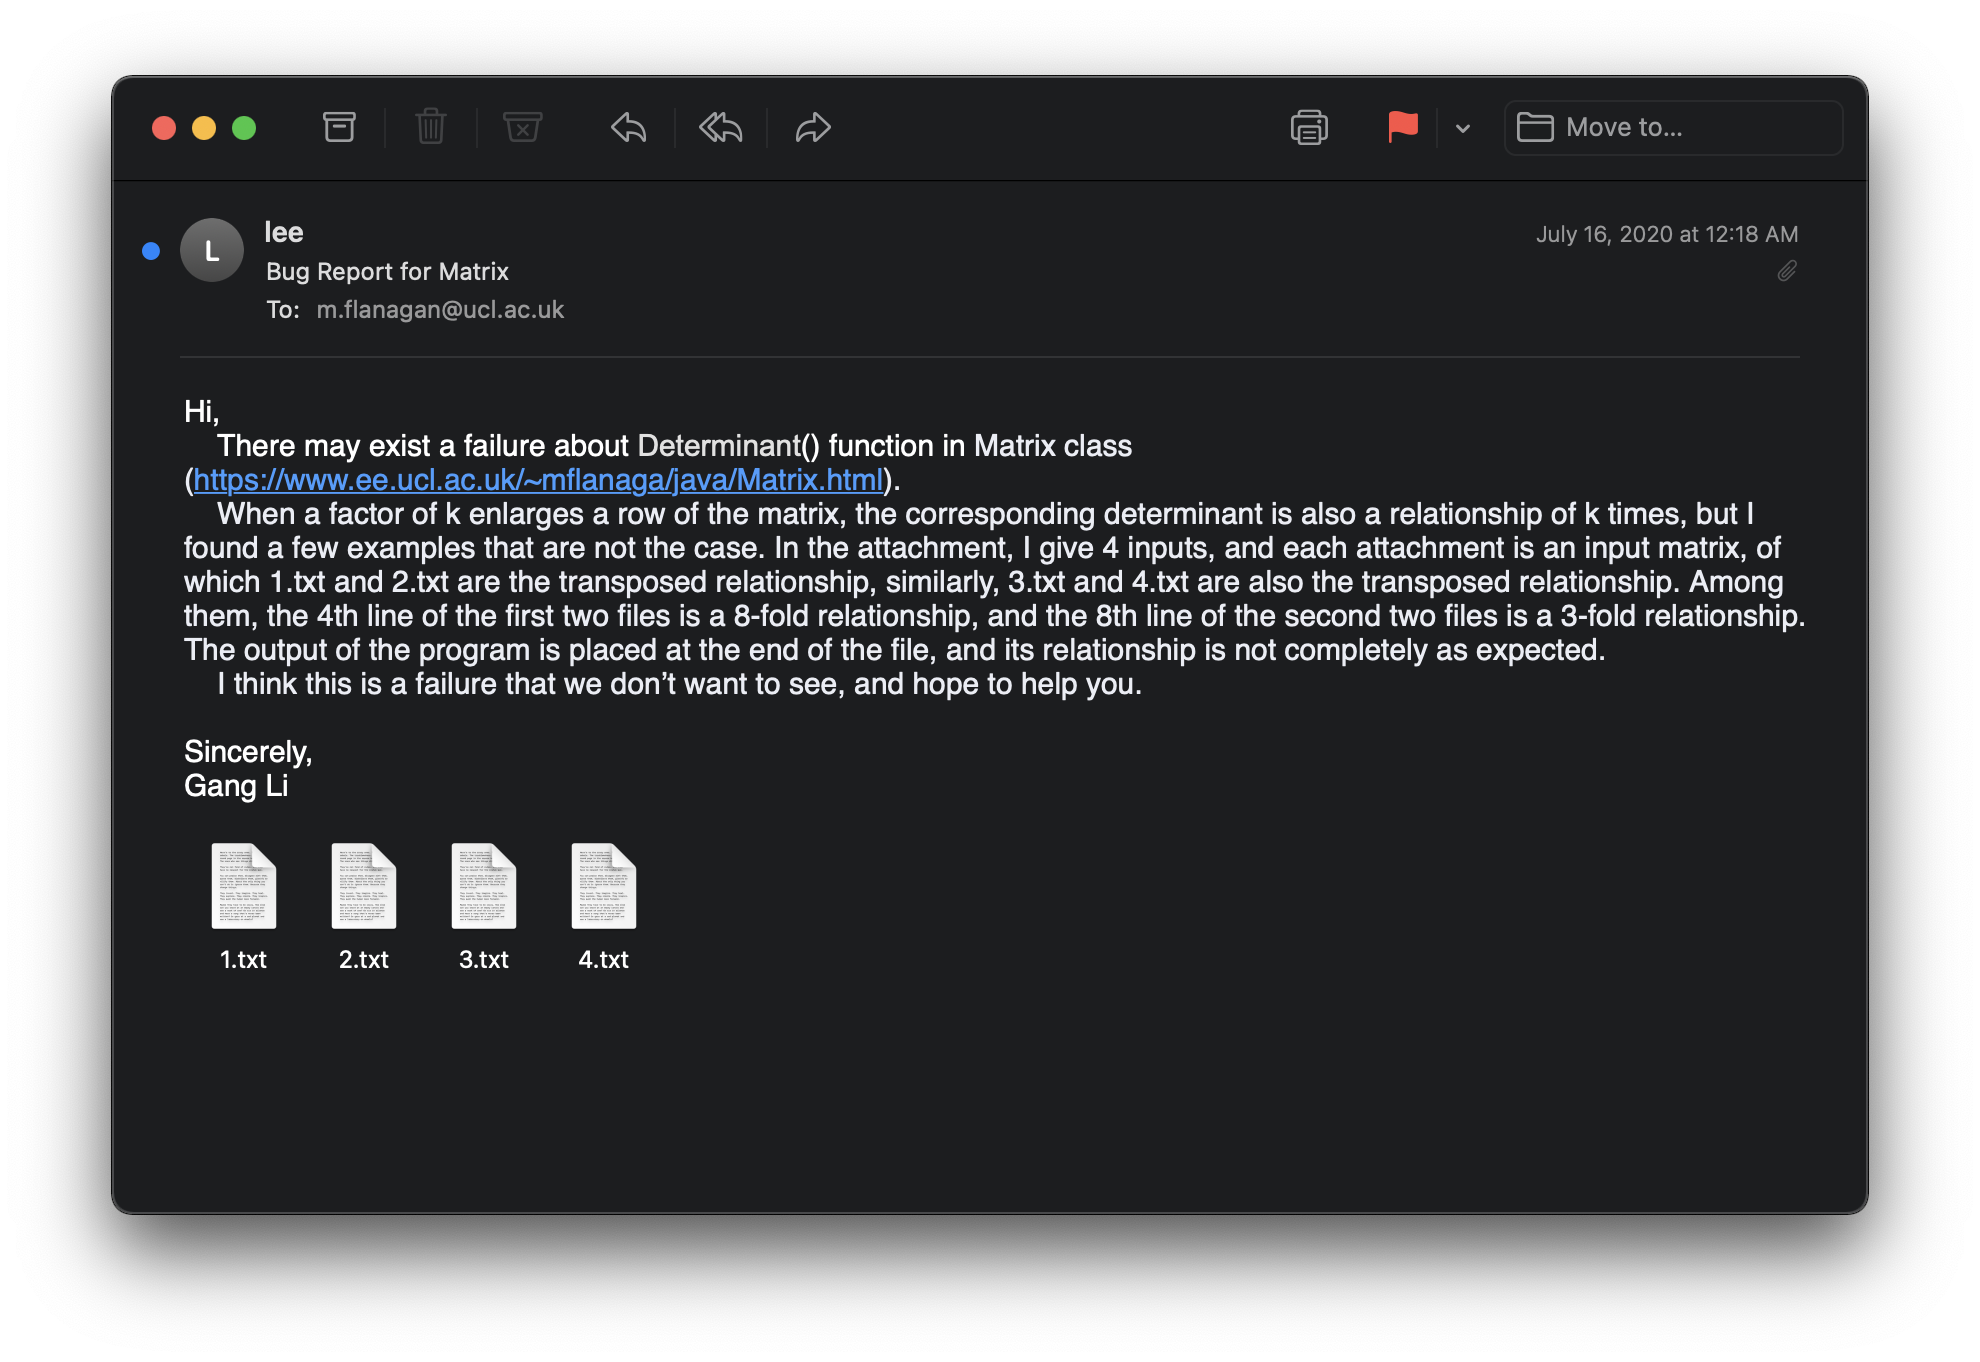 Move to...
L
lee
July 16, 2020 at 12:18 AM
Bug Report for Matrix
To: m.flanagan@ucl.ac.uk
Hi,
There may exist a failure about Determinant() function in Matrix class
(https://www.ee.ucl.ac.uk/~mflanaga/java/Matrix.html).
When a factor of k enlarges a row of the matrix, the corresponding determinant is also a relationship of k times, but I
found a few examples that are not the case. In the attachment, I give 4 inputs, and each attachment is an input matrix, of
which 1.txt and 2.txt are the transposed relationship, similarly, 3.txt and 4.txt are also the transposed relationship. Among
them, the 4th line of the first two files is a 8-fold relationship, and the 8th line of the second two files is a 3-fold relationship.
The output of the program is placed at the end of the file, and its relationship is not completely as expected.
I think this is a failure that we don’t want to see, and hope to help you.
Sincerely,
Gang Li
1.txt 2.txt 3.txt 4.txt